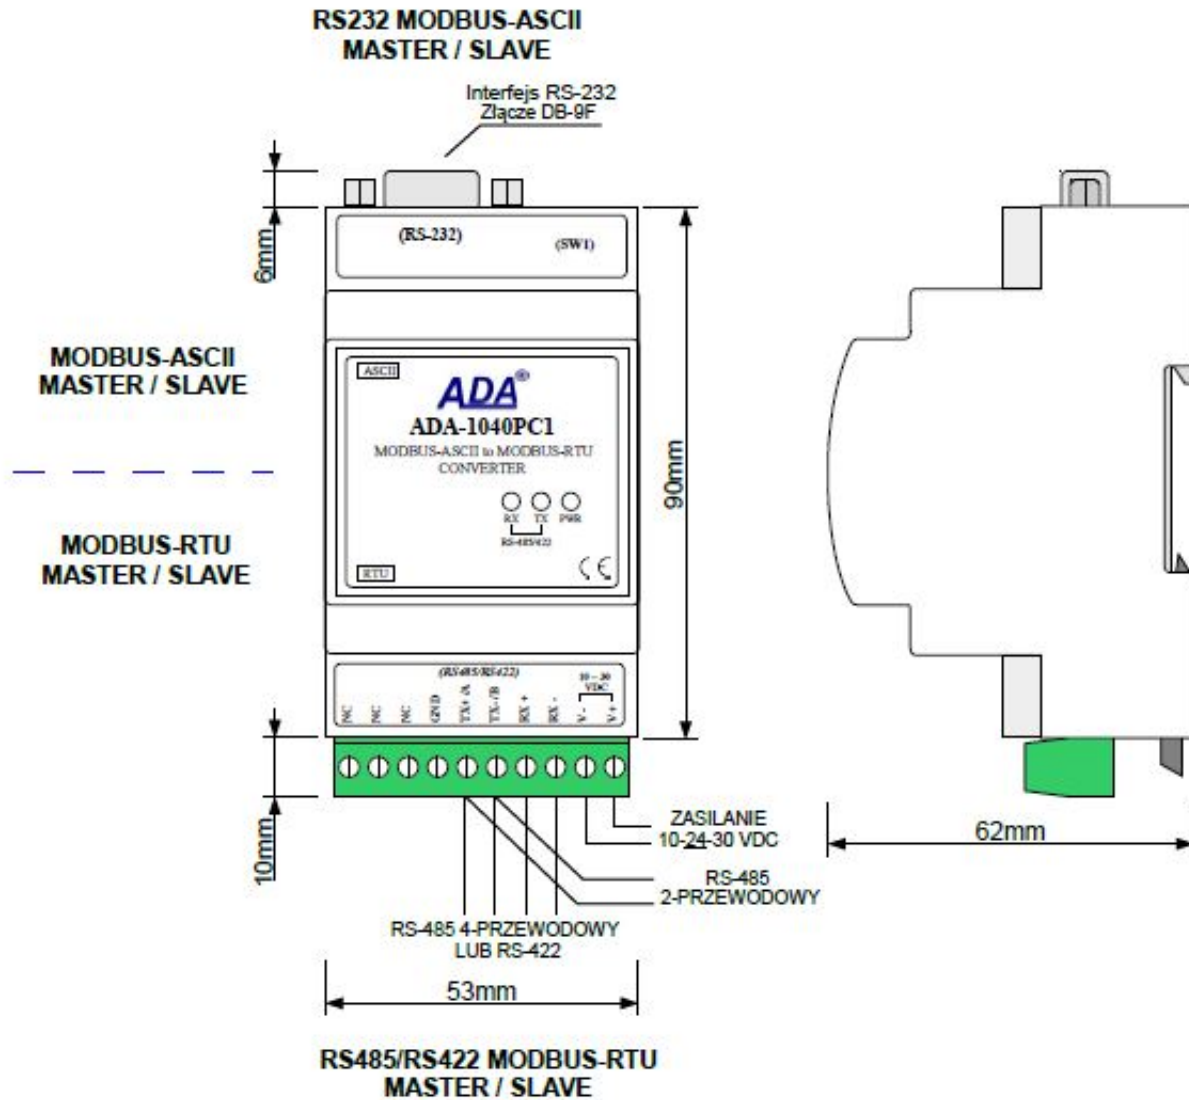 RS232 MODBUS-ASCII
MASTER / SLAVE
Interfejs RS-232
Złącze DB-9F
6mm
(RS-232)
(SW1)
MODBUS-ASCII
MASTER / SLAVE
ASCII
ADA®
ADA-1040PC1
MODBUS-ASCII to MODBUS-RTU
CONVERTER
RX TX PWR
RS-485/422
RTU
CE
90mm
MODBUS-RTU
MASTER / SLAVE
(RS485/RS422)
10 – 30
VDC
NC
NC
NC
GND
TX+ /A
TX- /B
RX +
RX -
V -
V +
10mm
ZASILANIE
10-24-30 VDC
RS-485
2-PRZEWODOWY
RS-485 4-PRZEWODOWY
LUB RS-422
62mm
53mm
RS485/RS422 MODBUS-RTU
MASTER / SLAVE